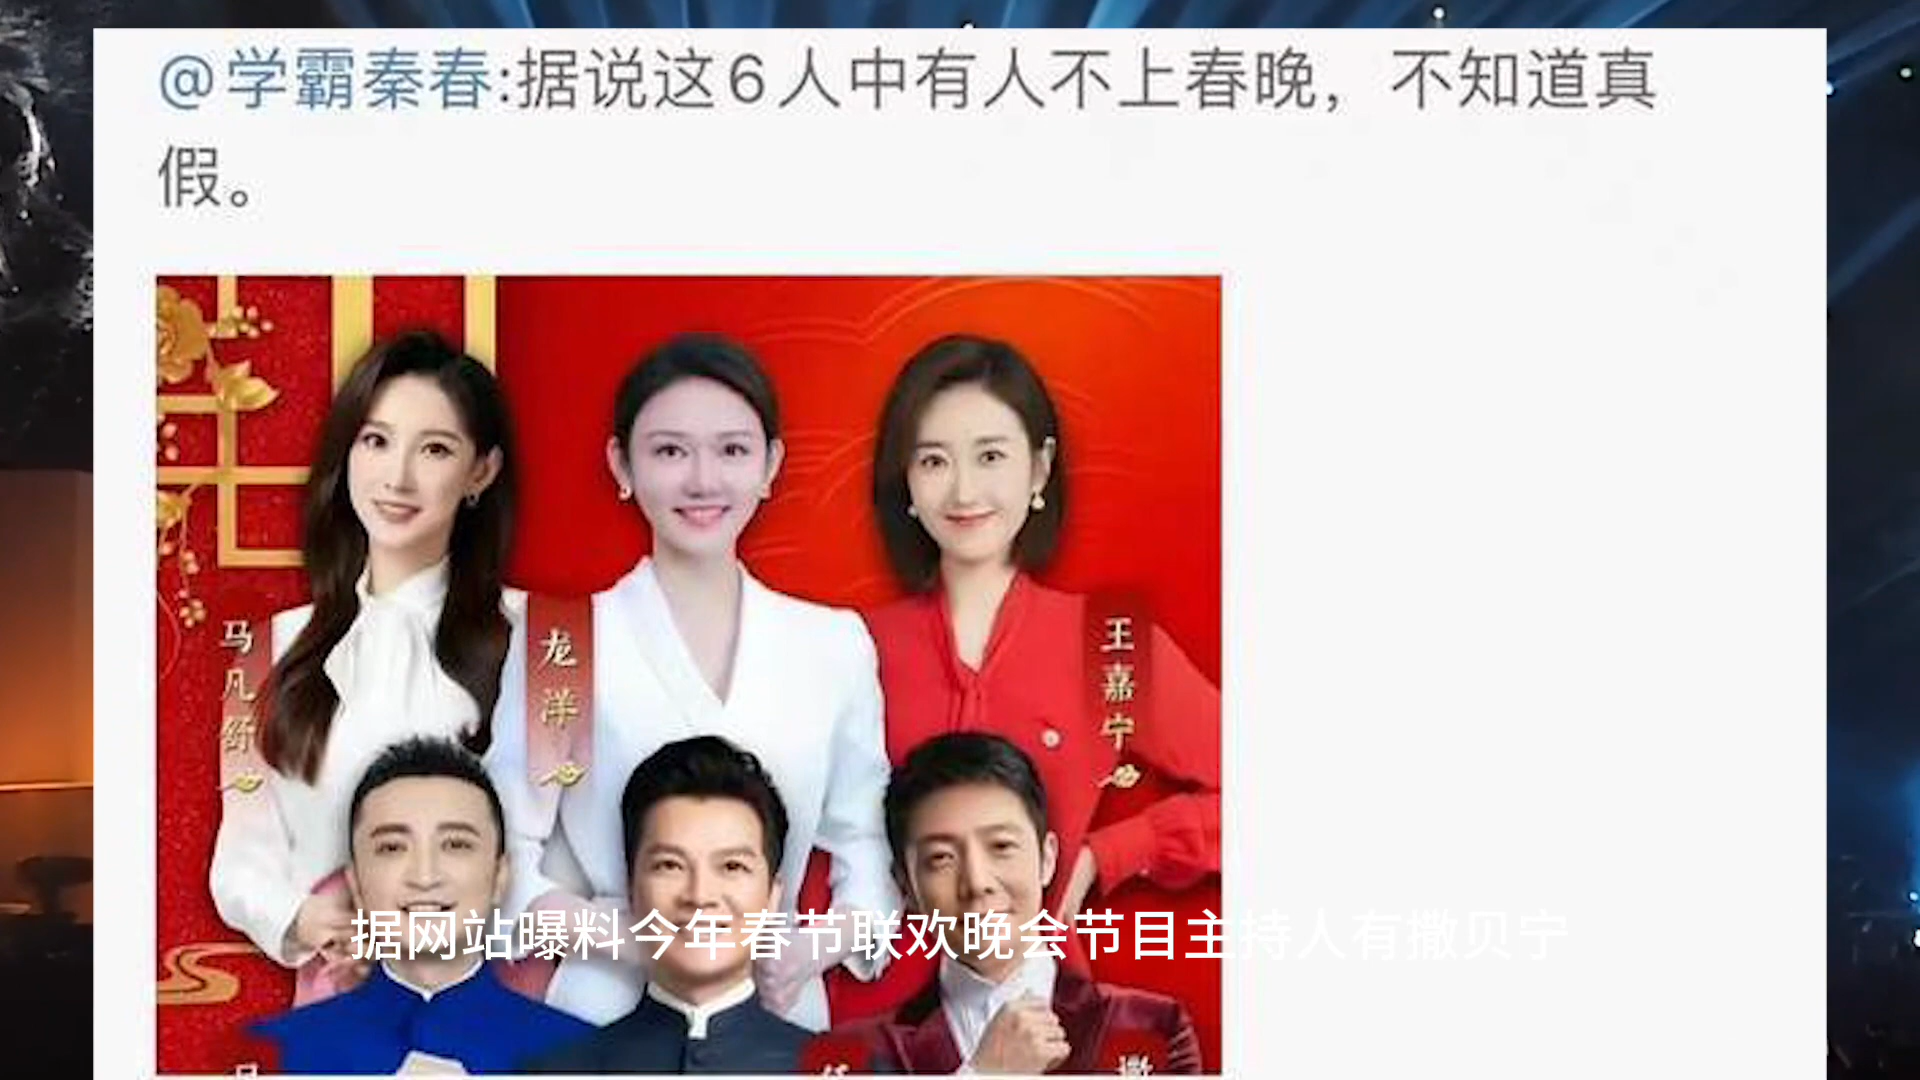 @学霸秦春:据说这6人中有人不上春晚，不知道真
假。
马凡舒
龙洋
王嘉宁
据网站曝料今年春节联欢晚会节目主持人有撒贝宁